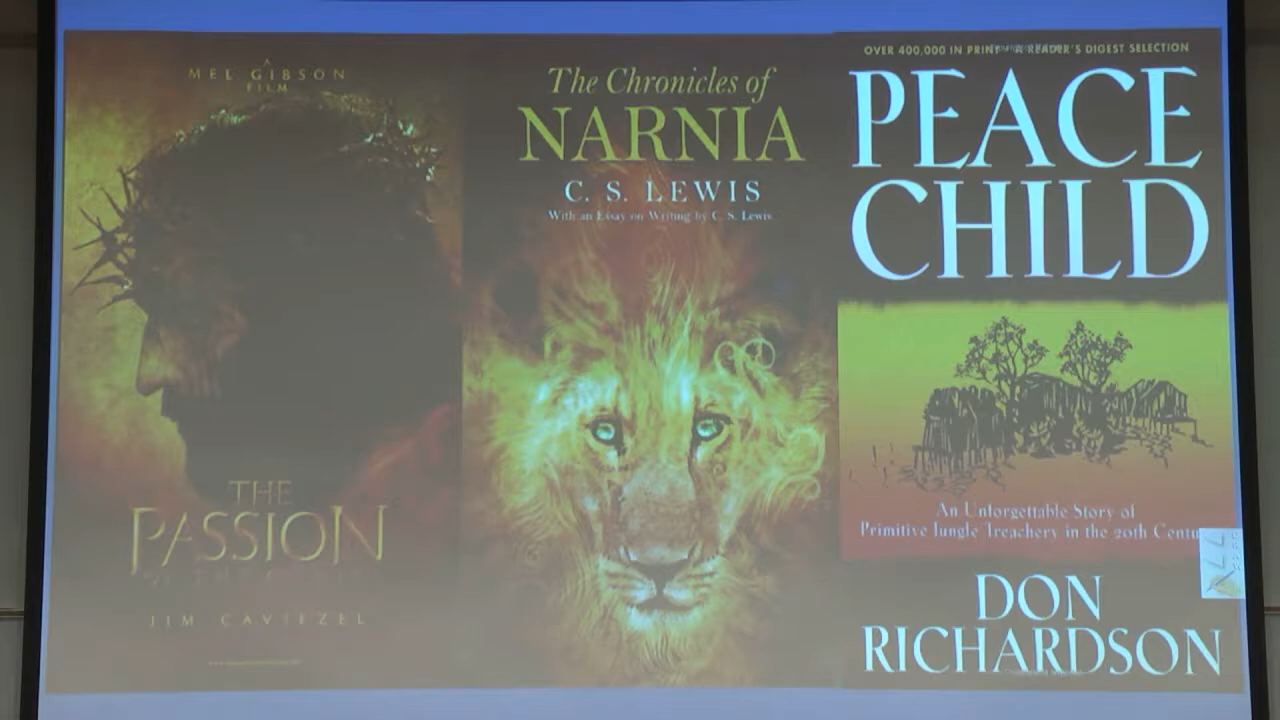 A
MEL GIBSON
FILM
THE
PASSION
JIM CAVIEZEL
The Chronicles of
NARNIA
C. S. LEWIS
With an Essay on Writing by C. S. Lewis
OVER 400,000 IN PRINT A READER'S DIGEST SELECTION
PEACE
CHILD
An Unforgettable Story of
Primitive Jungle Treachery in the 20th Centu
DON
RICHARDSON